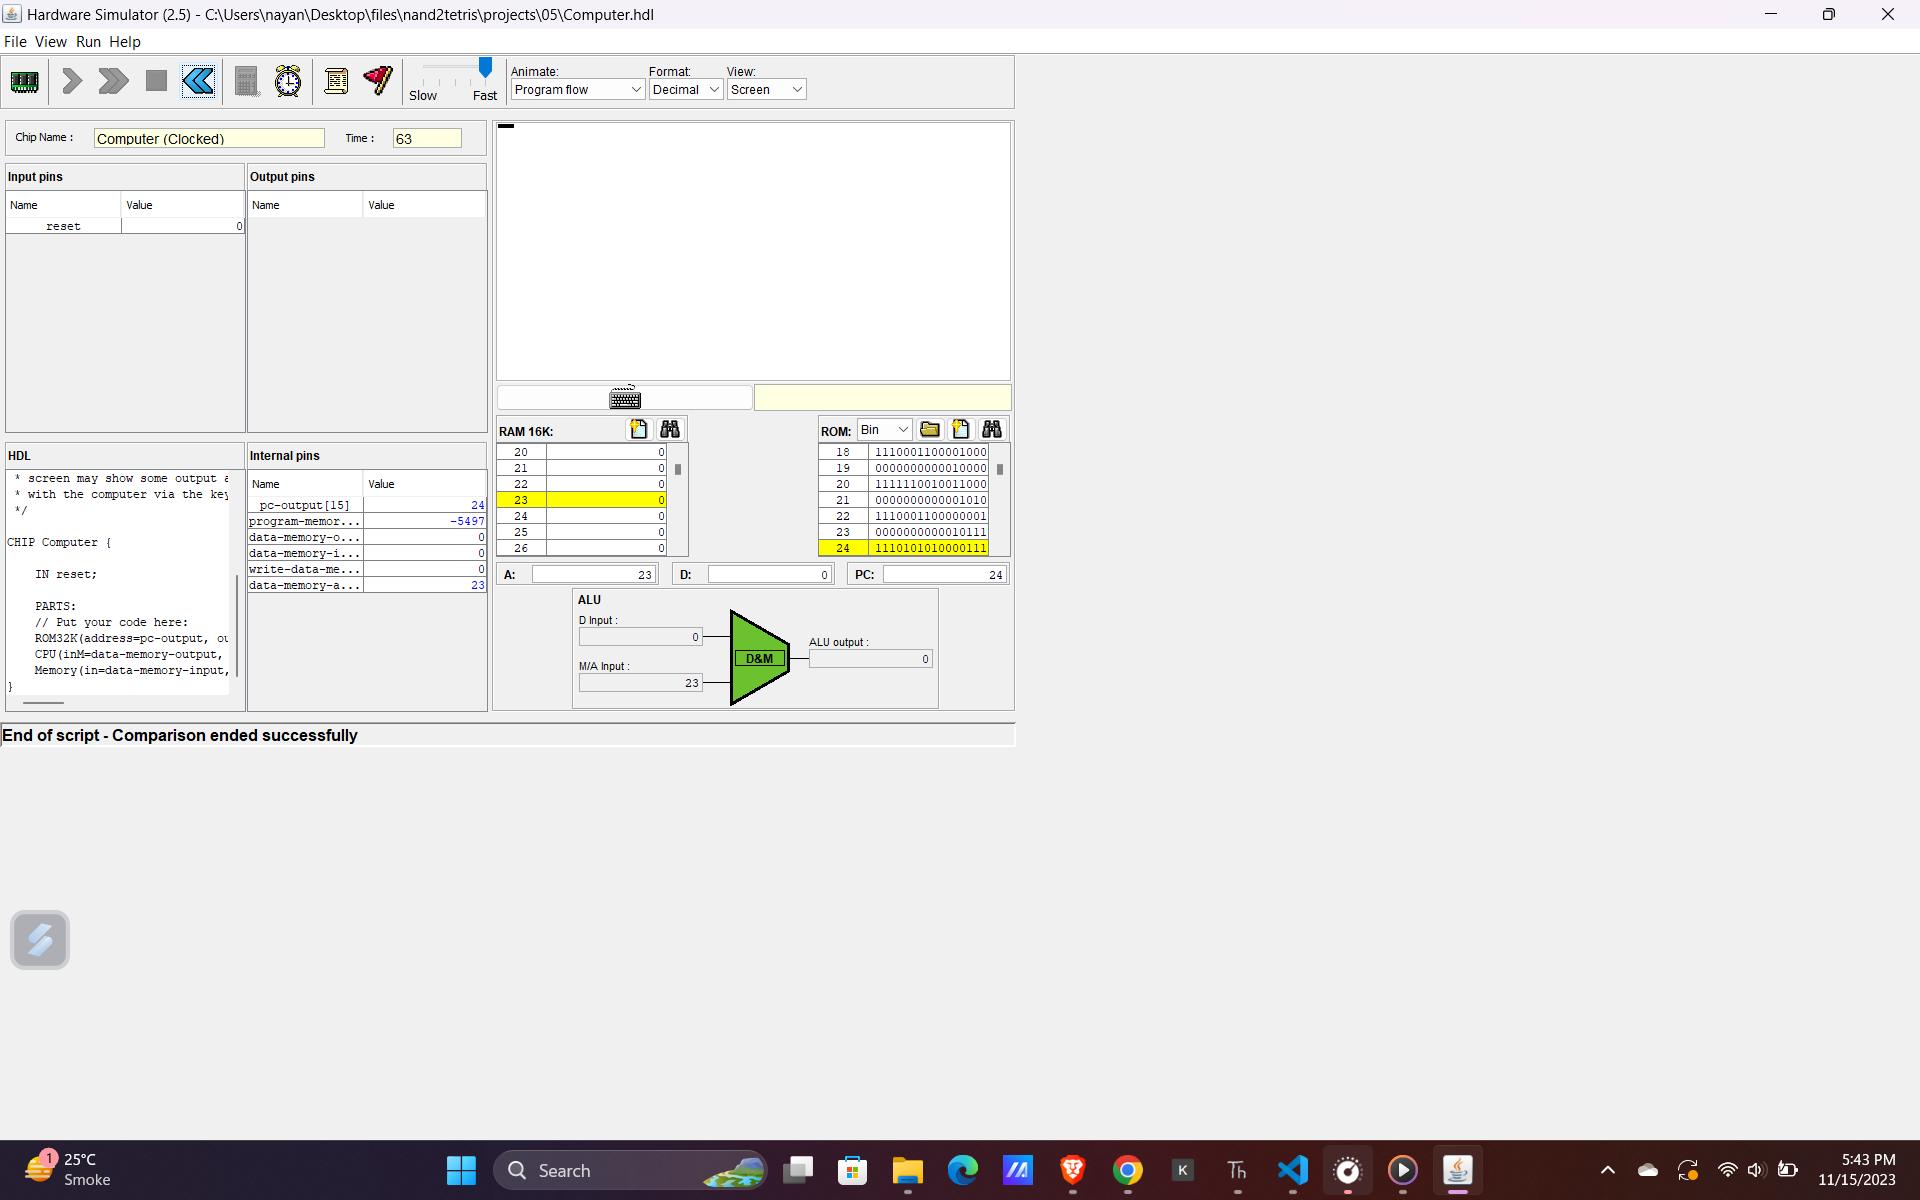 Hardware Simulator (2.5) - C:\Users\nayan\Desktop\files\nand2tetris\projects\05\Computer.hdl
File View Run Help
Slow Fast
Animate: Format: View:
Program flow Decimal Screen
Chip Name : Computer (Clocked) Time : 63
Input pins
Name Value
reset 0
Output pins
Name Value
HDL
* screen may show some output a
* with the computer via the key
*/
CHIP Computer {
IN reset;
PARTS:
// Put your code here:
ROM32K(address=pc-output, ou
CPU(inM=data-memory-output,
Memory(in=data-memory-input,
}
Internal pins
Name Value
pc-output[15] 24
program-memor... -5497
data-memory-o... 0
data-memory-i... 0
write-data-me... 0
data-memory-a... 23
RAM 16K:
20 0
21 0
22 0
23 0
24 0
25 0
26 0
ROM: Bin
18 1110001100001000
19 0000000000010000
20 1111110010011000
21 0000000000001010
22 1110001100000001
23 0000000000010111
24 1110101010000111
A: 23 D: 0 PC: 24
ALU
D Input :
0
M/A Input :
23
D&M
ALU output :
0
End of script - Comparison ended successfully
1
25°C
Smoke
Search
K
Th
5:43 PM
11/15/2023